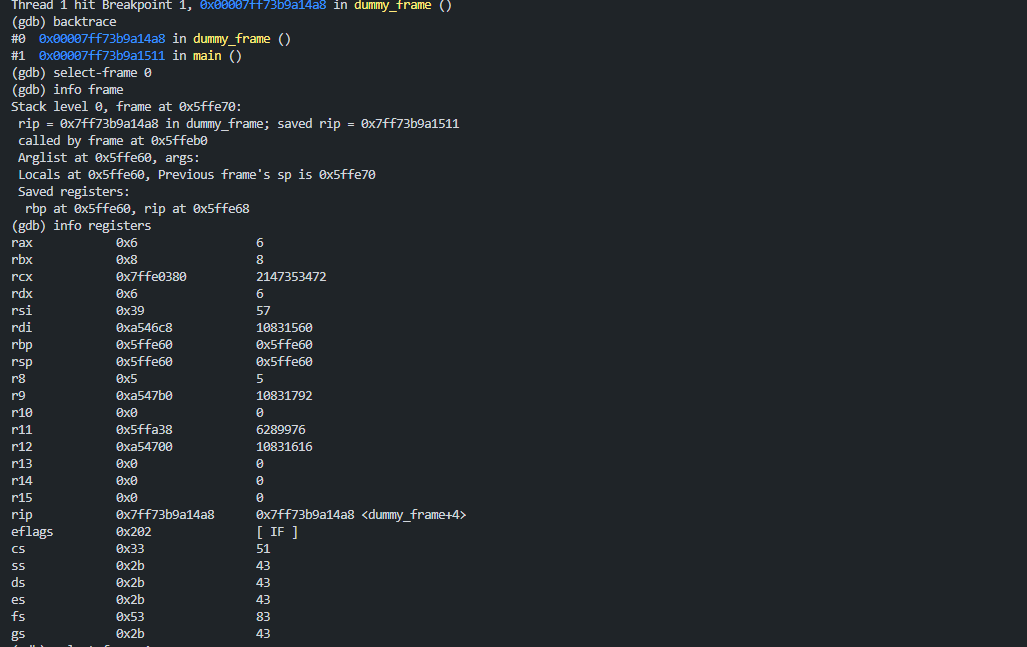 Thread 1 hit Breakpoint 1, 0x00007ff73b9a14a8 in dummy_frame ()
(gdb) backtrace
#0  0x00007ff73b9a14a8 in dummy_frame ()
#1  0x00007ff73b9a1511 in main ()
(gdb) select-frame 0
(gdb) info frame
Stack level 0, frame at 0x5ffe70:
 rip = 0x7ff73b9a14a8 in dummy_frame; saved rip = 0x7ff73b9a1511
 called by frame at 0x5ffeb0
 Arglist at 0x5ffe60, args:
 Locals at 0x5ffe60, Previous frame's sp is 0x5ffe70
 Saved registers:
  rbp at 0x5ffe60, rip at 0x5ffe68
(gdb) info registers
rax            0x6                 6
rbx            0x8                 8
rcx            0x7ffe0380          2147353472
rdx            0x6                 6
rsi            0x39                57
rdi            0xa546c8            10831560
rbp            0x5ffe60            0x5ffe60
rsp            0x5ffe60            0x5ffe60
r8             0x5                 5
r9             0xa547b0            10831792
r10            0x0                 0
r11            0x5ffa38            6289976
r12            0xa54700            10831616
r13            0x0                 0
r14            0x0                 0
r15            0x0                 0
rip            0x7ff73b9a14a8      0x7ff73b9a14a8 <dummy_frame+4>
eflags         0x202               [ IF ]
cs             0x33                51
ss             0x2b                43
ds             0x2b                43
es             0x2b                43
fs             0x53                83
gs             0x2b                43